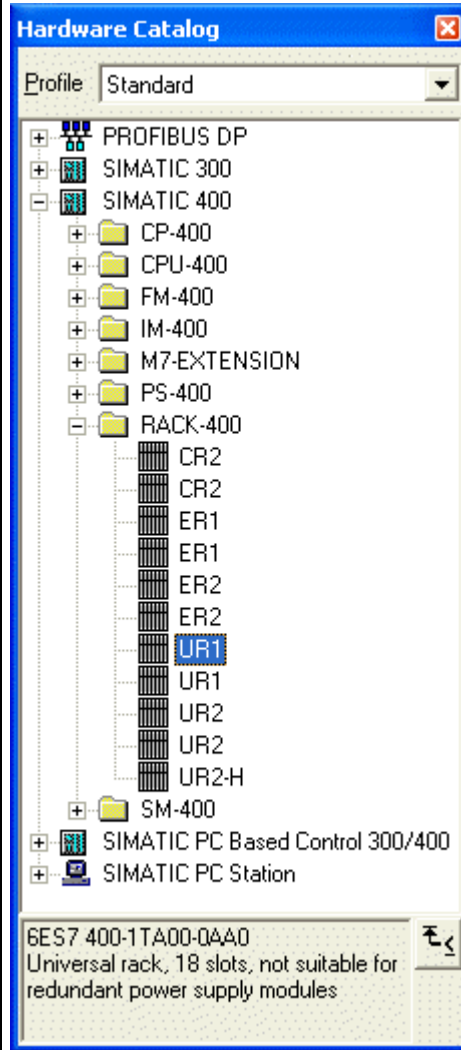 Hardware Catalog
Profile Standard
PROFIBUS DP
SIMATIC 300
SIMATIC 400
CP-400
CPU-400
FM-400
IM-400
M7-EXTENSION
PS-400
RACK-400
CR2
CR2
ER1
ER1
ER2
ER2
UR1
UR1
UR2
UR2
UR2-H
SM-400
SIMATIC PC Based Control 300/400
SIMATIC PC Station
6ES7 400-1TA00-0AA0
Universal rack, 18 slots, not suitable for
redundant power supply modules